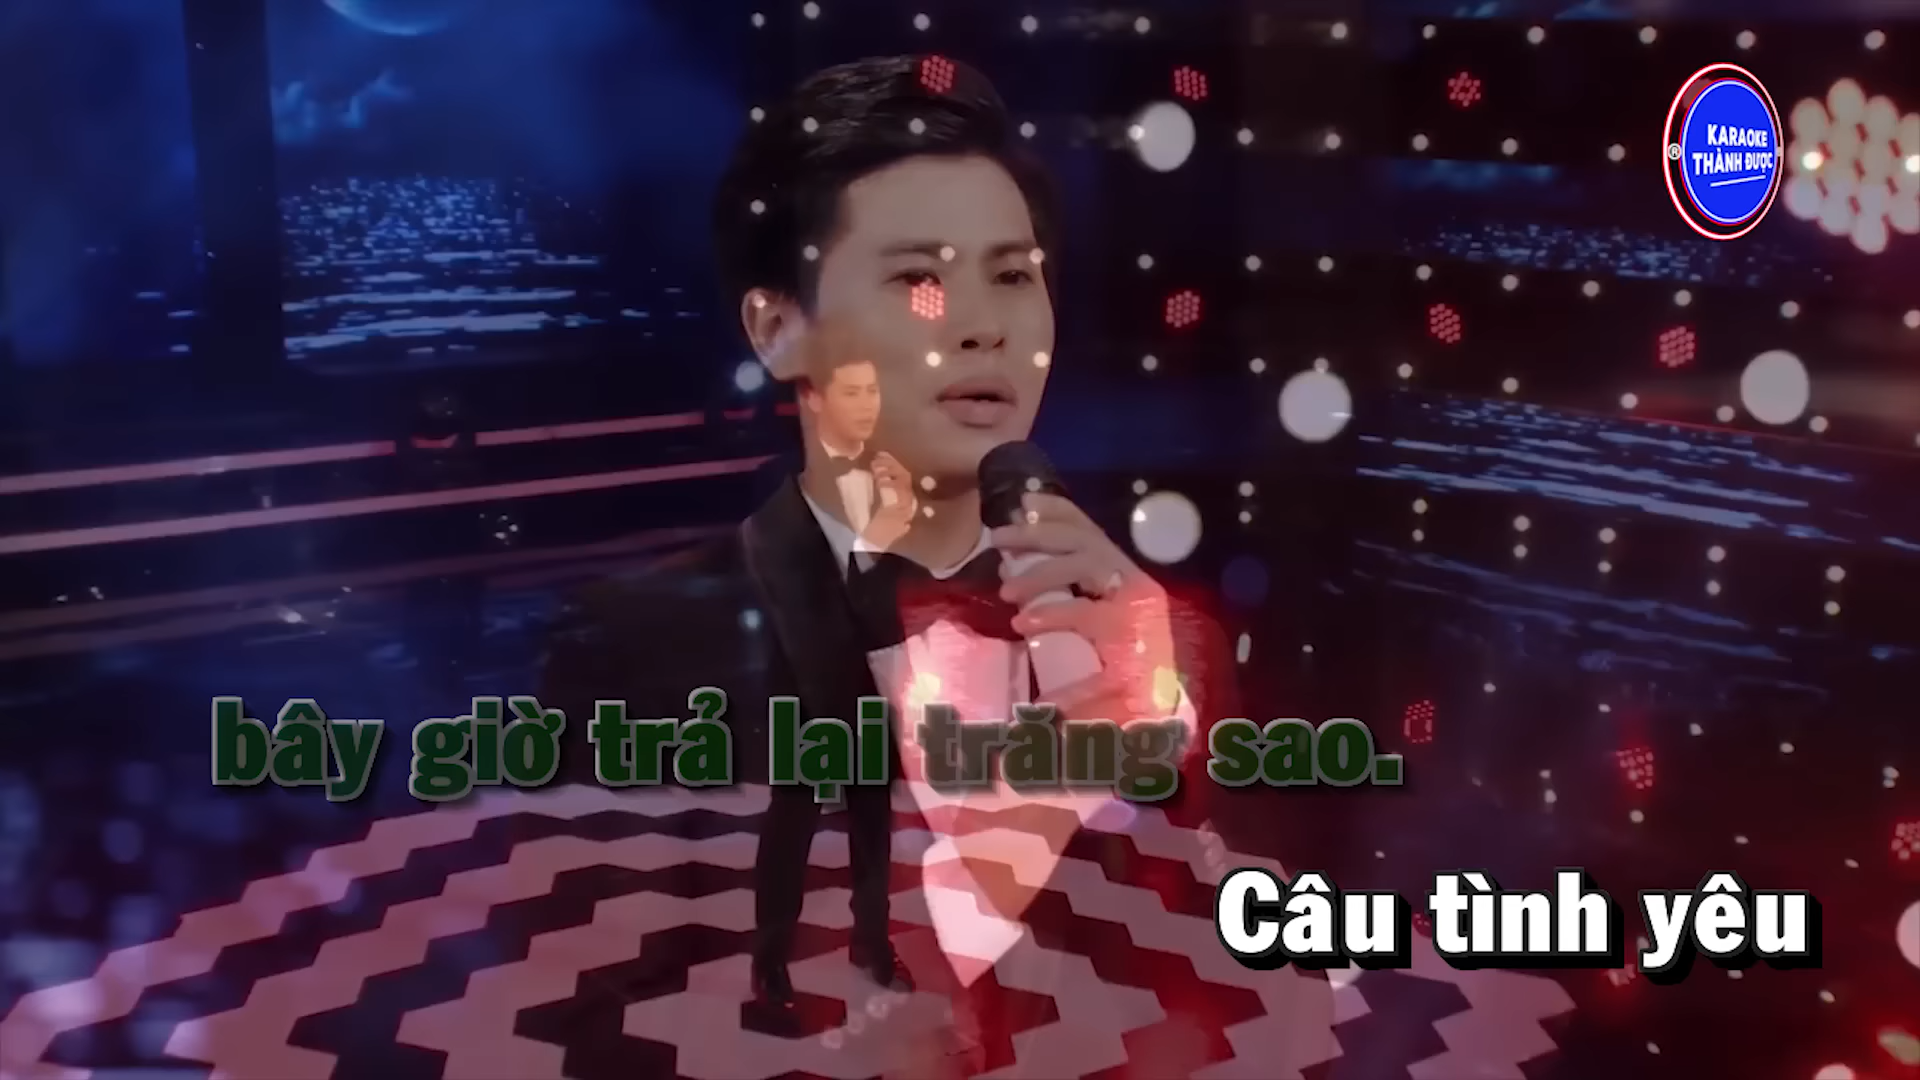 KARAOKE
THÀNH ĐƯỢC
®
bây giờ trả lại trăng sao.
Câu tình yêu